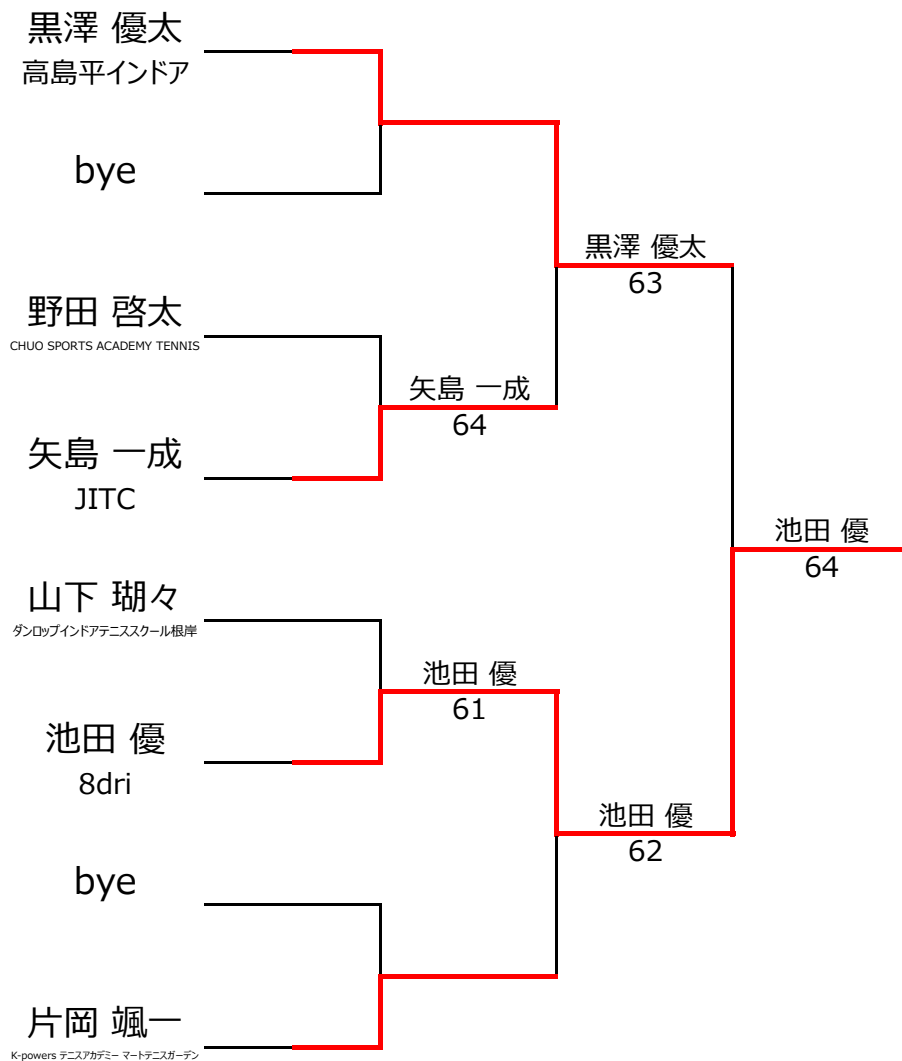 黒澤 優太
高島平インドア
bye
野田 啓太
CHUO SPORTS ACADEMY TENNIS
矢島 一成
JITC
山下 瑚々
ダンロップインドアテニススクール根岸
池田 優
8dri
bye
片岡 颯一
K-powers テニスアカデミー マートテニスガーデン
矢島 一成
64
池田 優
61
黒澤 優太
63
池田 優
62
池田 優
64